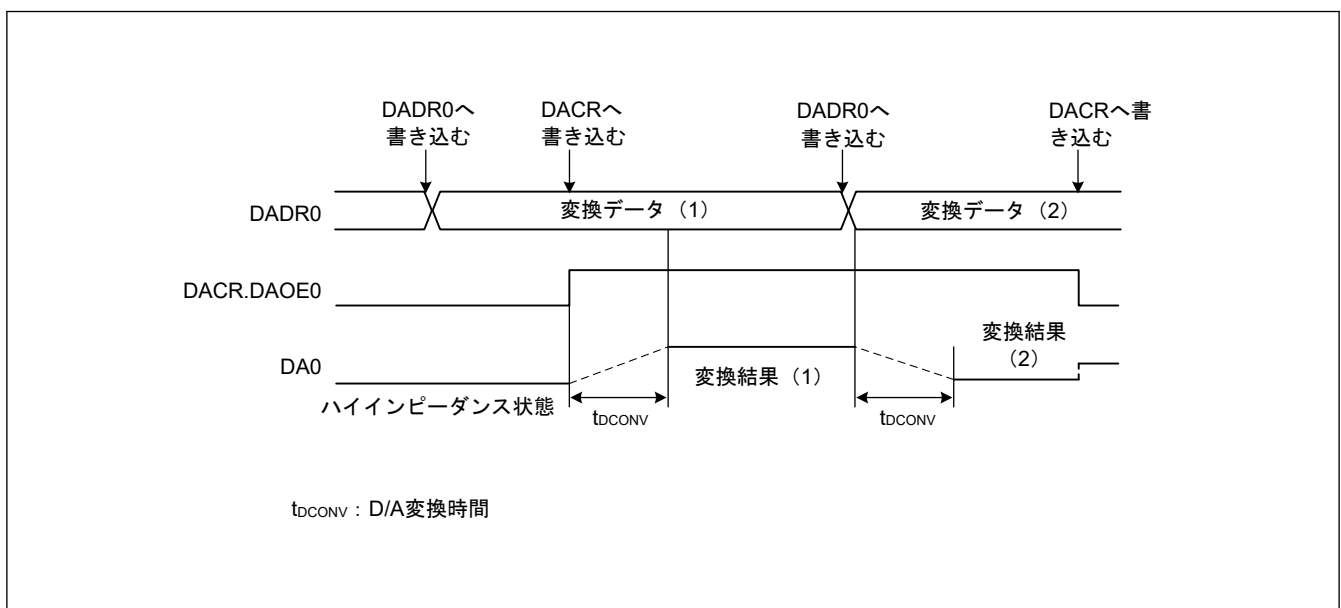 DADR0へ
書き込む
DACRへ
書き込む
DADR0へ
書き込む
DACRへ書
き込む
DADR0
変換データ（1）
変換データ（2）
DACR.DAOE0
DA0
変換結果（1）
変換結果
（2）
ハイインピーダンス状態
tDCONV
tDCONV
tDCONV：D/A変換時間